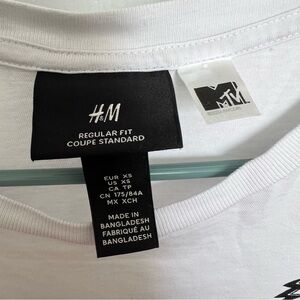 H&M
REGULAR FIT
COUPE STANDARD
MTV
EUR XS
US XS
CA TP
CN 175/84A
MX XCH
MADE IN
BANGLADESH
FABRIQUÉ AU
BANGLADESH